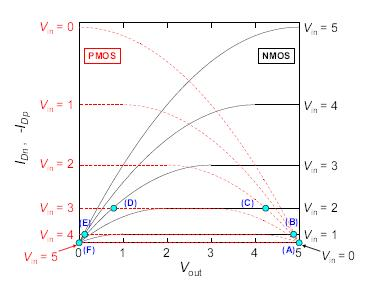 V_in = 0
V_in = 5
PMOS
NMOS
V_in = 1
V_in = 4
I_Dn, -I_Dp
V_in = 2
V_in = 3
(D)
(C)
V_in = 3
V_in = 2
(E)
(B)
V_in = 4
V_in = 1
V_in = 5
(F)
(A)
V_in = 0
0 1 2 3 4 5
V_out